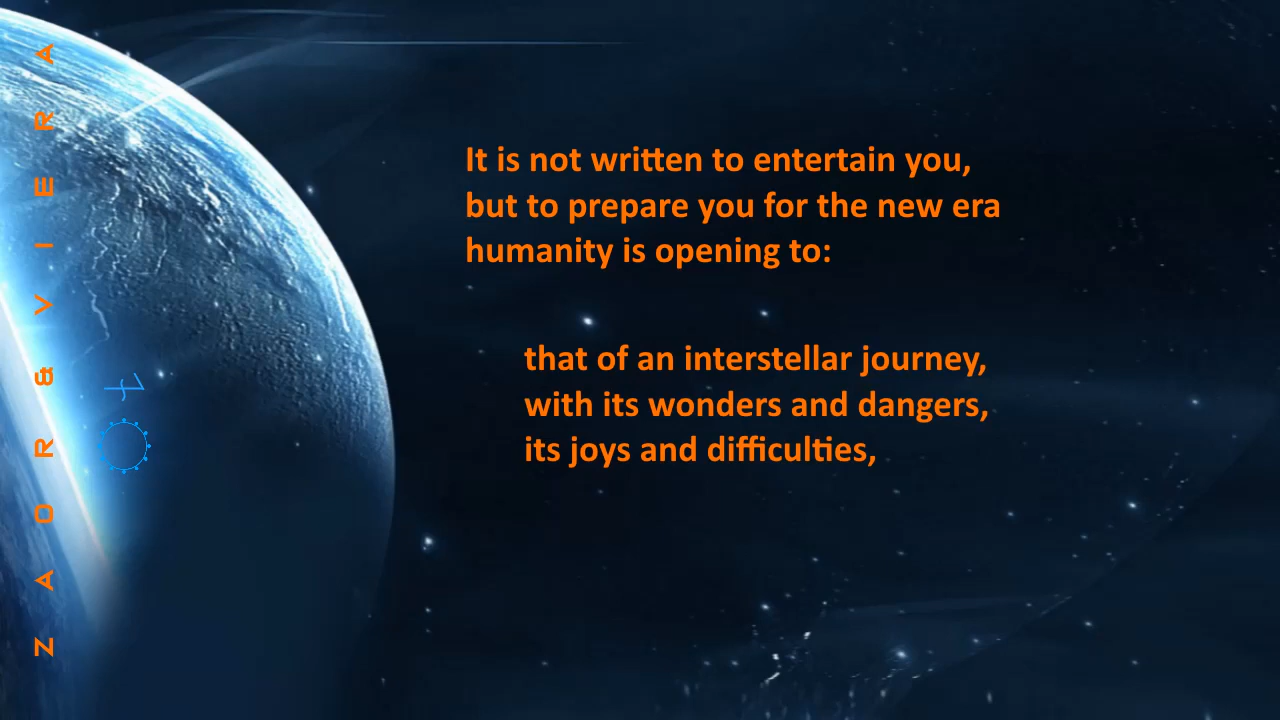 ZAOR & VIERA
It is not written to entertain you,
but to prepare you for the new era
humanity is opening to:
that of an interstellar journey,
with its wonders and dangers,
its joys and difficulties,